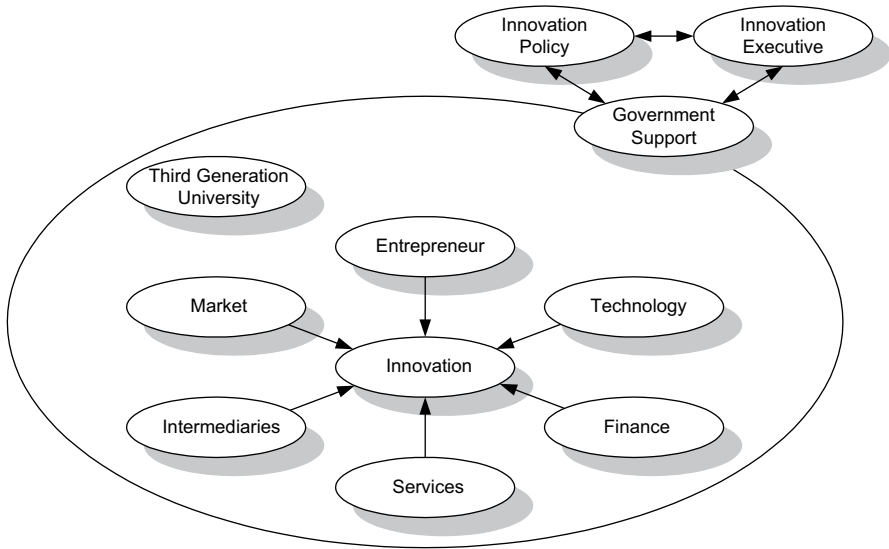 Innovation
Policy
Innovation
Executive
Government
Support
Third Generation
University
Entrepreneur
Market
Technology
Innovation
Intermediaries
Finance
Services